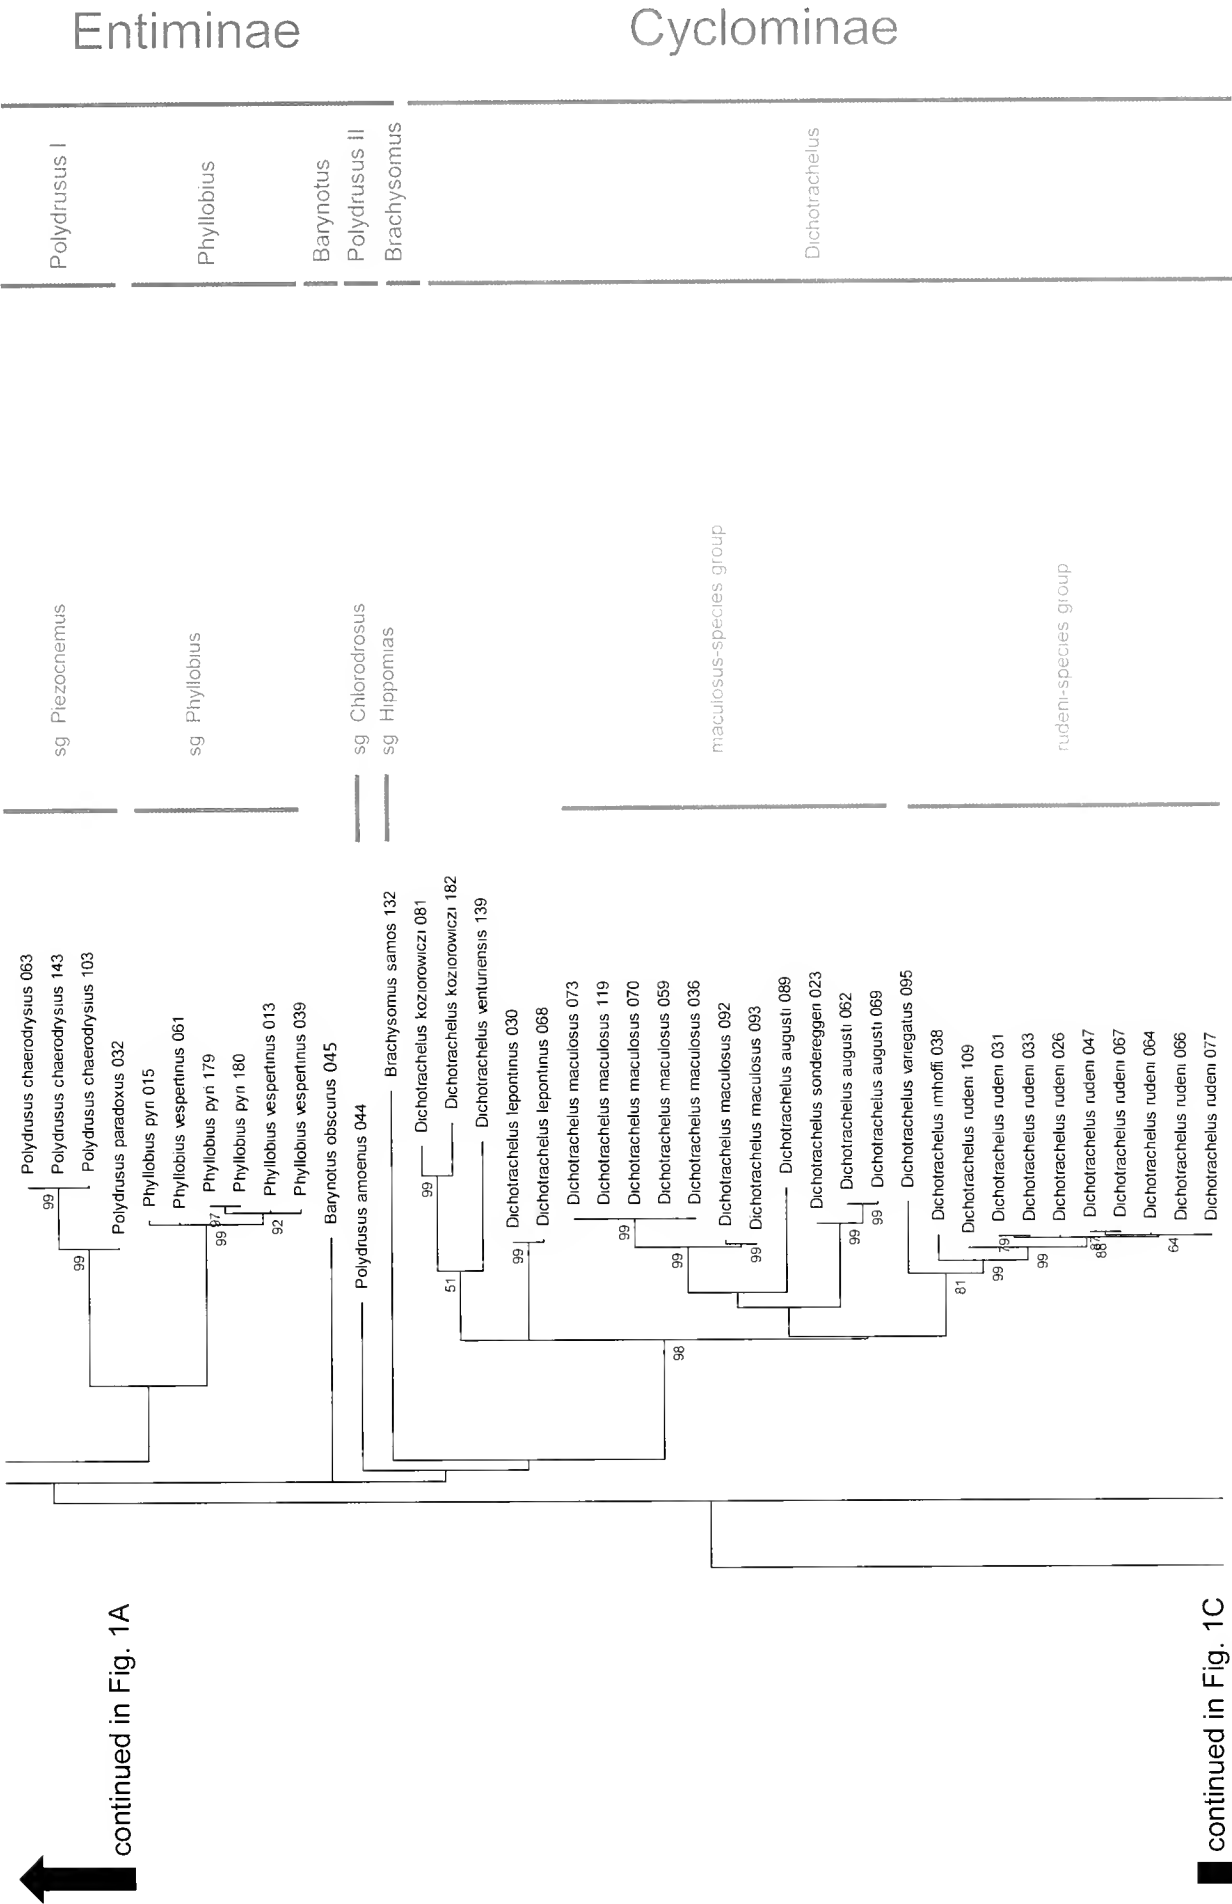 Entiminae
Cyclominae
Polydrusus I
Phyllobius
Barynotus
Polydrusus II
Brachysomus
Dichotrachelus
sg Piezocnemus
sg Phyllobius
sg Chlorodrosus
sg Hippomias
maculosus-species group
rudeni-species group
Polydrusus chaerodrysius 063
Polydrusus chaerodrysius 143
Polydrusus chaerodrysius 103
Polydrusus paradoxus 032
Phyllobius pyri 015
Phyllobius vespertinus 061
Phyllobius pyri 179
Phyllobius pyri 180
Phyllobus vespertinus 013
Phyllobius vespertinus 039
Barynotus obscurus 045
Polydrusus amoenus 044
Brachysomus samos 132
Dichotrachelus koziorowiczi 081
Dichotrachelus koziorowiczi 182
Dichotrachelus venturiensis 139
Dichotrachelus lepontinus 030
Dichotrachelus lepontinus 068
Dichotrachelus maculosus 073
Dichotrachelus maculosus 119
Dichotrachelus maculosus 070
Dichotrachelus maculosus 059
Dichotrachelus maculosus 036
Dichotrachelus maculosus 092
Dichotrachelus maculosus 093
Dichotrachelus augusti 089
Dichotrachelus sondereggeri 023
Dichotrachelus augusti 062
Dichotrachelus augusti 069
Dichotrachelus variegatus 095
Dichotrachelus imhoffi 038
Dichotrachelus rudeni 109
Dichotrachelus rudeni 031
Dichotrachelus rudeni 033
Dichotrachelus rudeni 026
Dichotrachelus rudeni 047
Dichotrachelus rudeni 067
Dichotrachelus rudeni 064
Dichotrachelus rudeni 066
Dichotrachelus rudeni 077
99
99
97
99
92
99
51
99
99
99
99
99
99
98
81
99
79
99
88
64
continued in Fig. 1A
continued in Fig. 1C